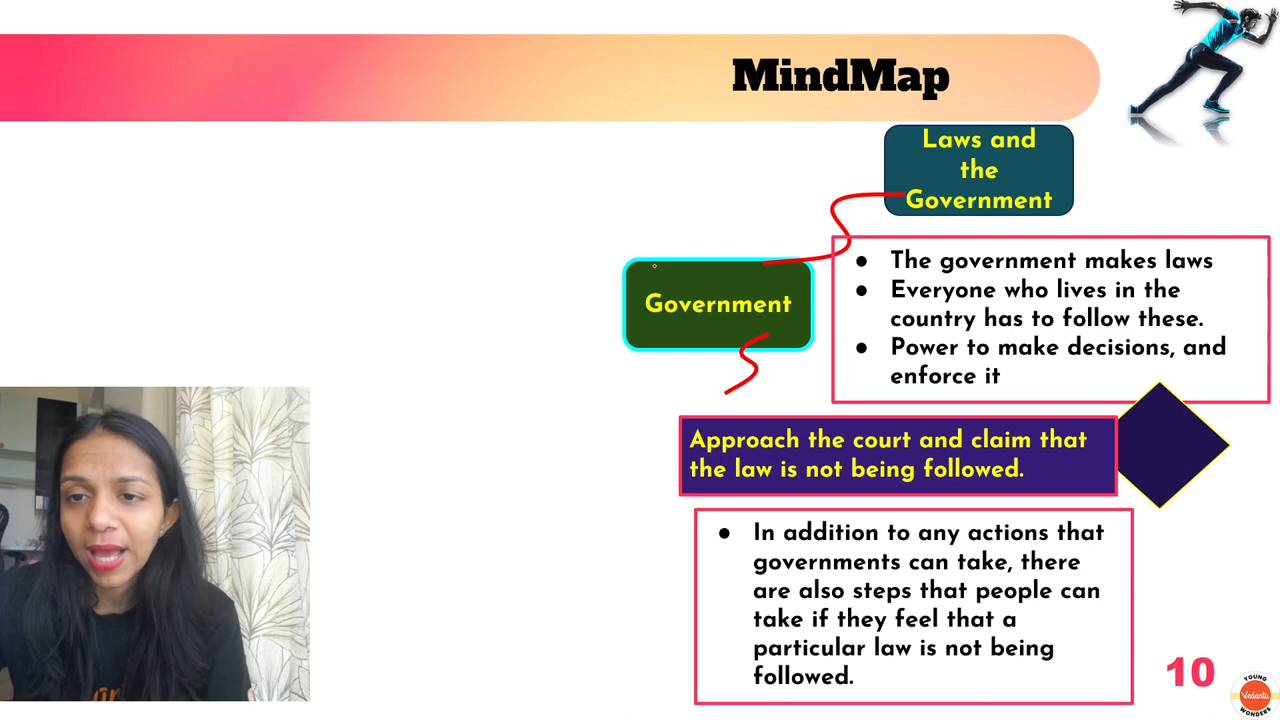 MindMap
Laws and
the
Government
Government
● The government makes laws
● Everyone who lives in the
country has to follow these.
● Power to make decisions, and
enforce it
Approach the court and claim that
the law is not being followed.
● In addition to any actions that
governments can take, there
are also steps that people can
take if they feel that a
particular law is not being
followed.
10
YOUNG
Vedantu
WONDERS